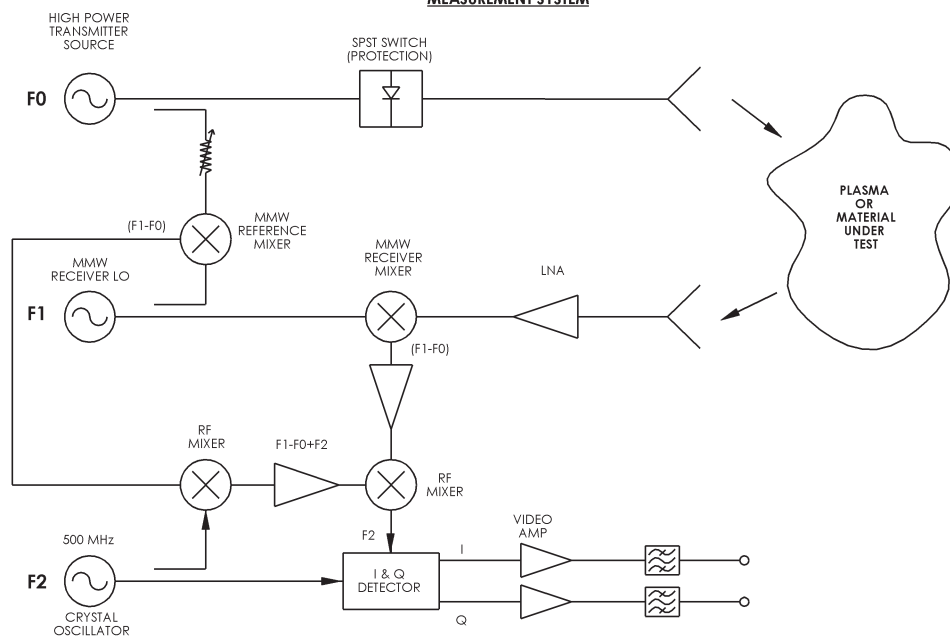 MEASUREMENT SYSTEM
HIGH POWER
TRANSMITTER
SOURCE
SPST SWITCH
(PROTECTION)
F0
PLASMA
OR
MATERIAL
UNDER
TEST
(F1-F0)
MMW
REFERENCE
MIXER
MMW
RECEIVER LO
MMW
RECEIVER
MIXER
LNA
F1
(F1-F0)
RF
MIXER
F1-F0+F2
RF
MIXER
500 MHz
F2
VIDEO
AMP
I
F2
I & Q
DETECTOR
Q
CRYSTAL
OSCILLATOR